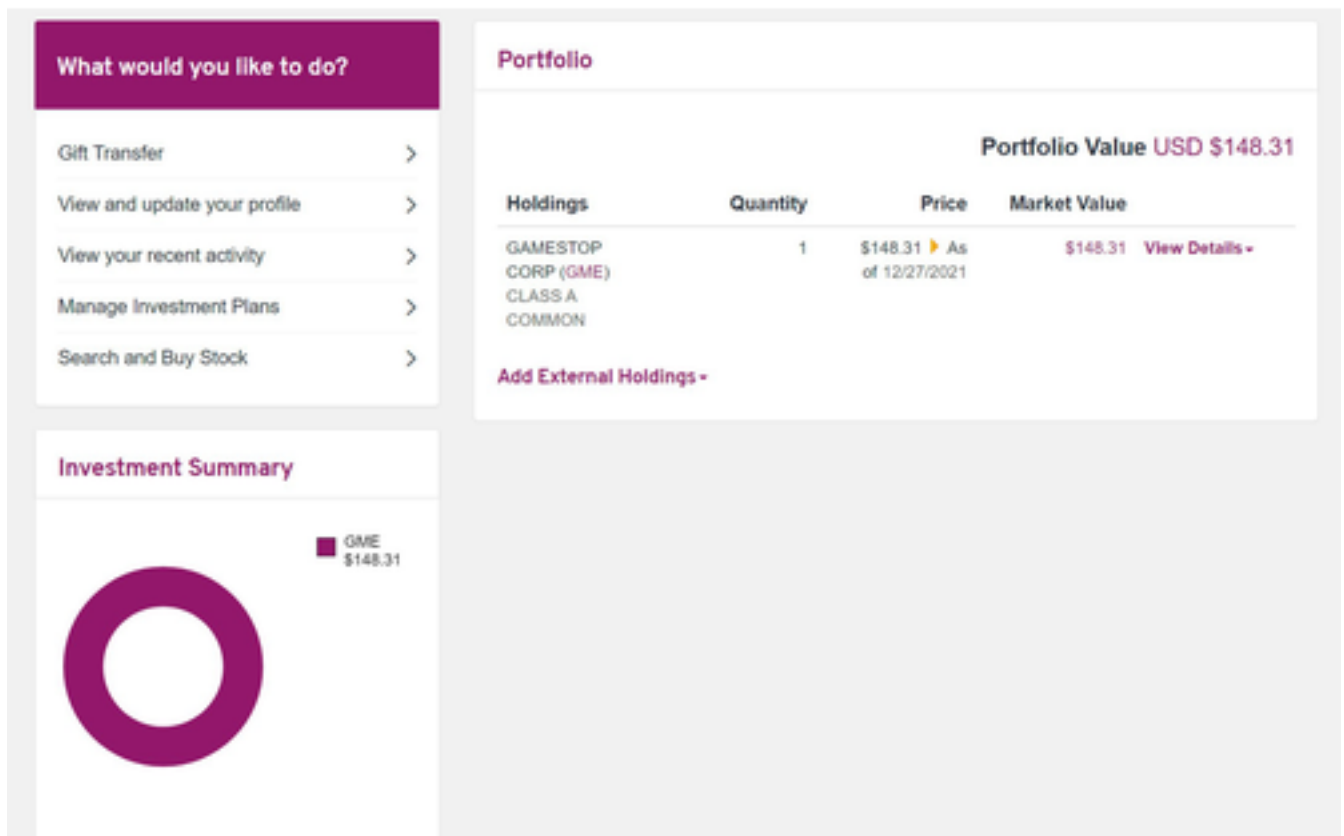 What would you like to do?
Gift Transfer
View and update your profile
View your recent activity
Manage Investment Plans
Search and Buy Stock
Portfolio
Portfolio Value USD $148.31
Holdings Quantity Price Market Value
GAMESTOP 1 $148.31 As $148.31 View Details
CORP (GME) of 12/27/2021
CLASS A
COMMON
Add External Holdings
Investment Summary
GME
$148.31